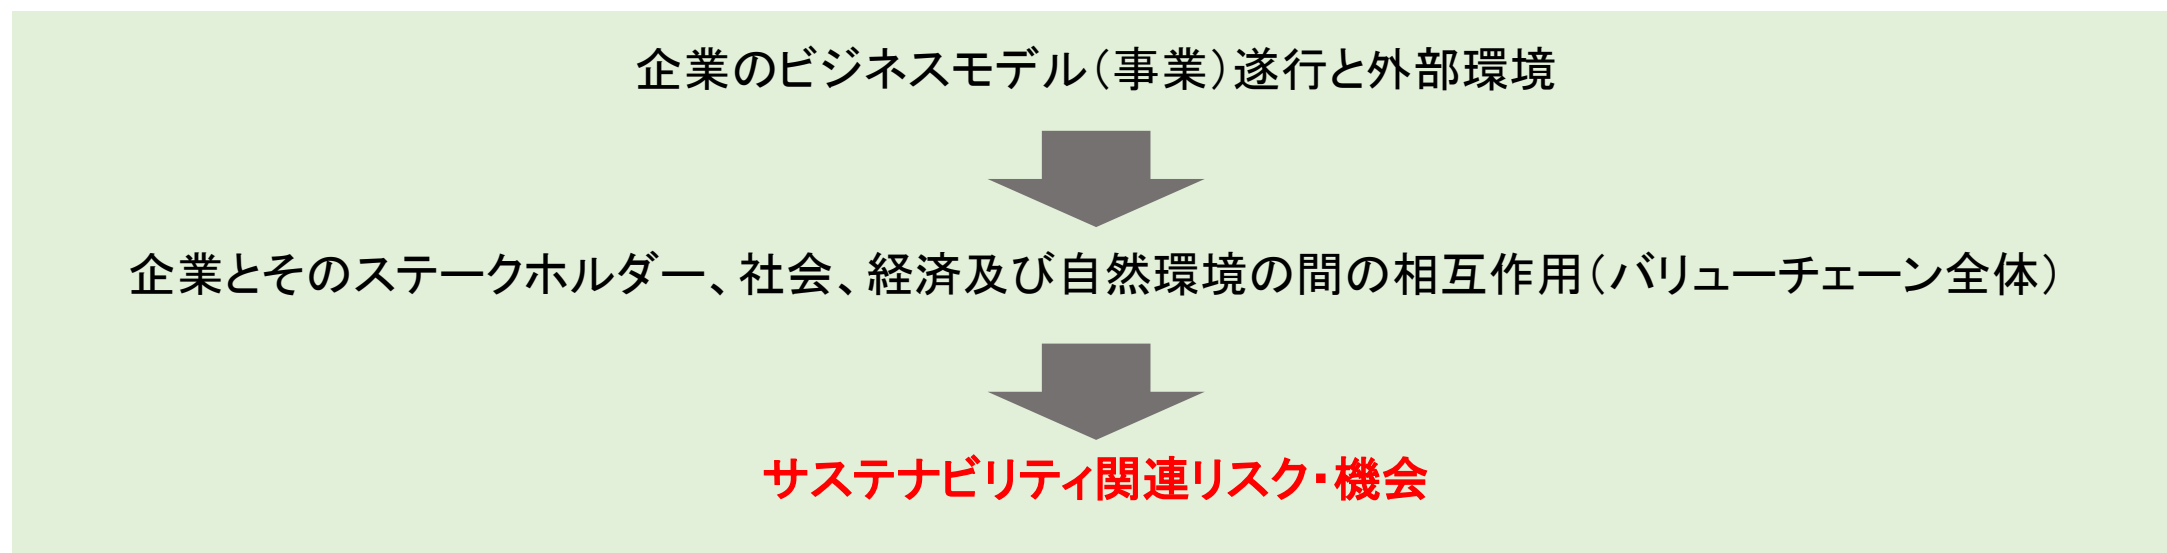 企業のビジネスモデル（事業）遂行と外部環境
企業とそのステークホルダー、社会、経済及び自然環境の間の相互作用（バリューチェーン全体）
サステナビリティ関連リスク・機会